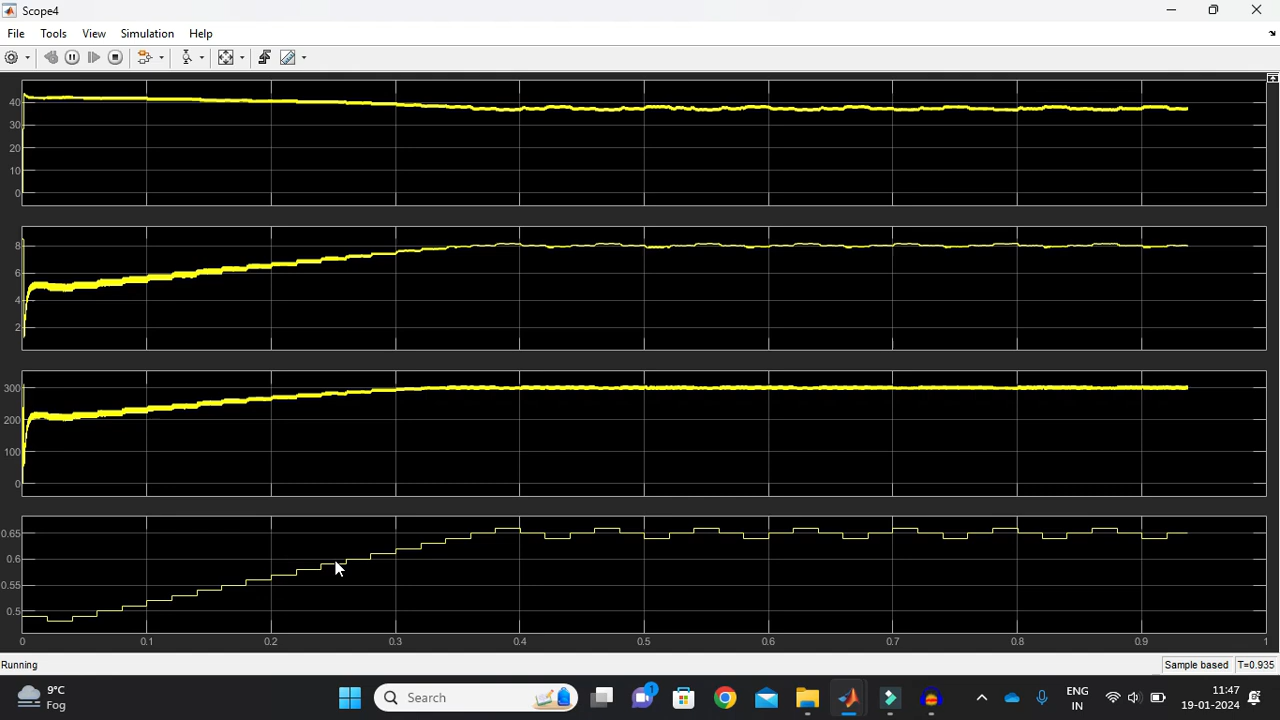 Scope4
File Tools View Simulation Help
40
30
20
10
0
8
6
4
2
300
200
100
0
0.65
0.6
0.55
0.5
0 0.1 0.2 0.3 0.4 0.5 0.6 0.7 0.8 0.9 1
Running Sample based T=0.935
9°C
Fog
Search
1
ENG
IN
11:47
19-01-2024